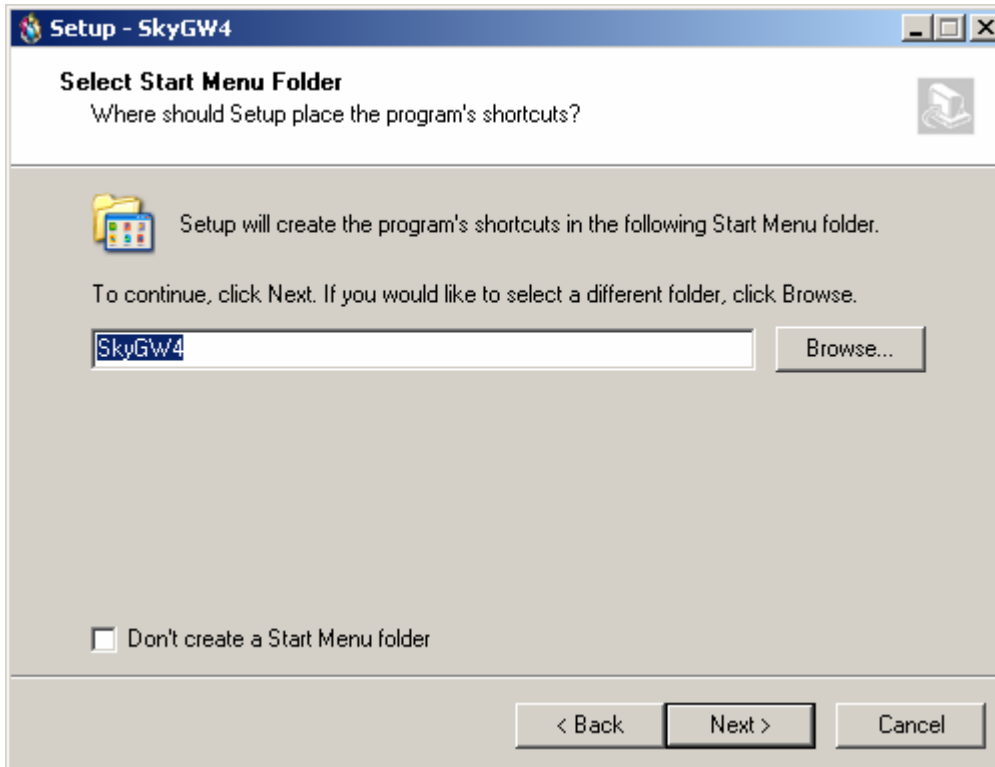 Setup - SkyGW4
Select Start Menu Folder
Where should Setup place the program's shortcuts?
Setup will create the program's shortcuts in the following Start Menu folder.
To continue, click Next. If you would like to select a different folder, click Browse.
SkyGW4
Browse...
Don't create a Start Menu folder
< Back
Next >
Cancel